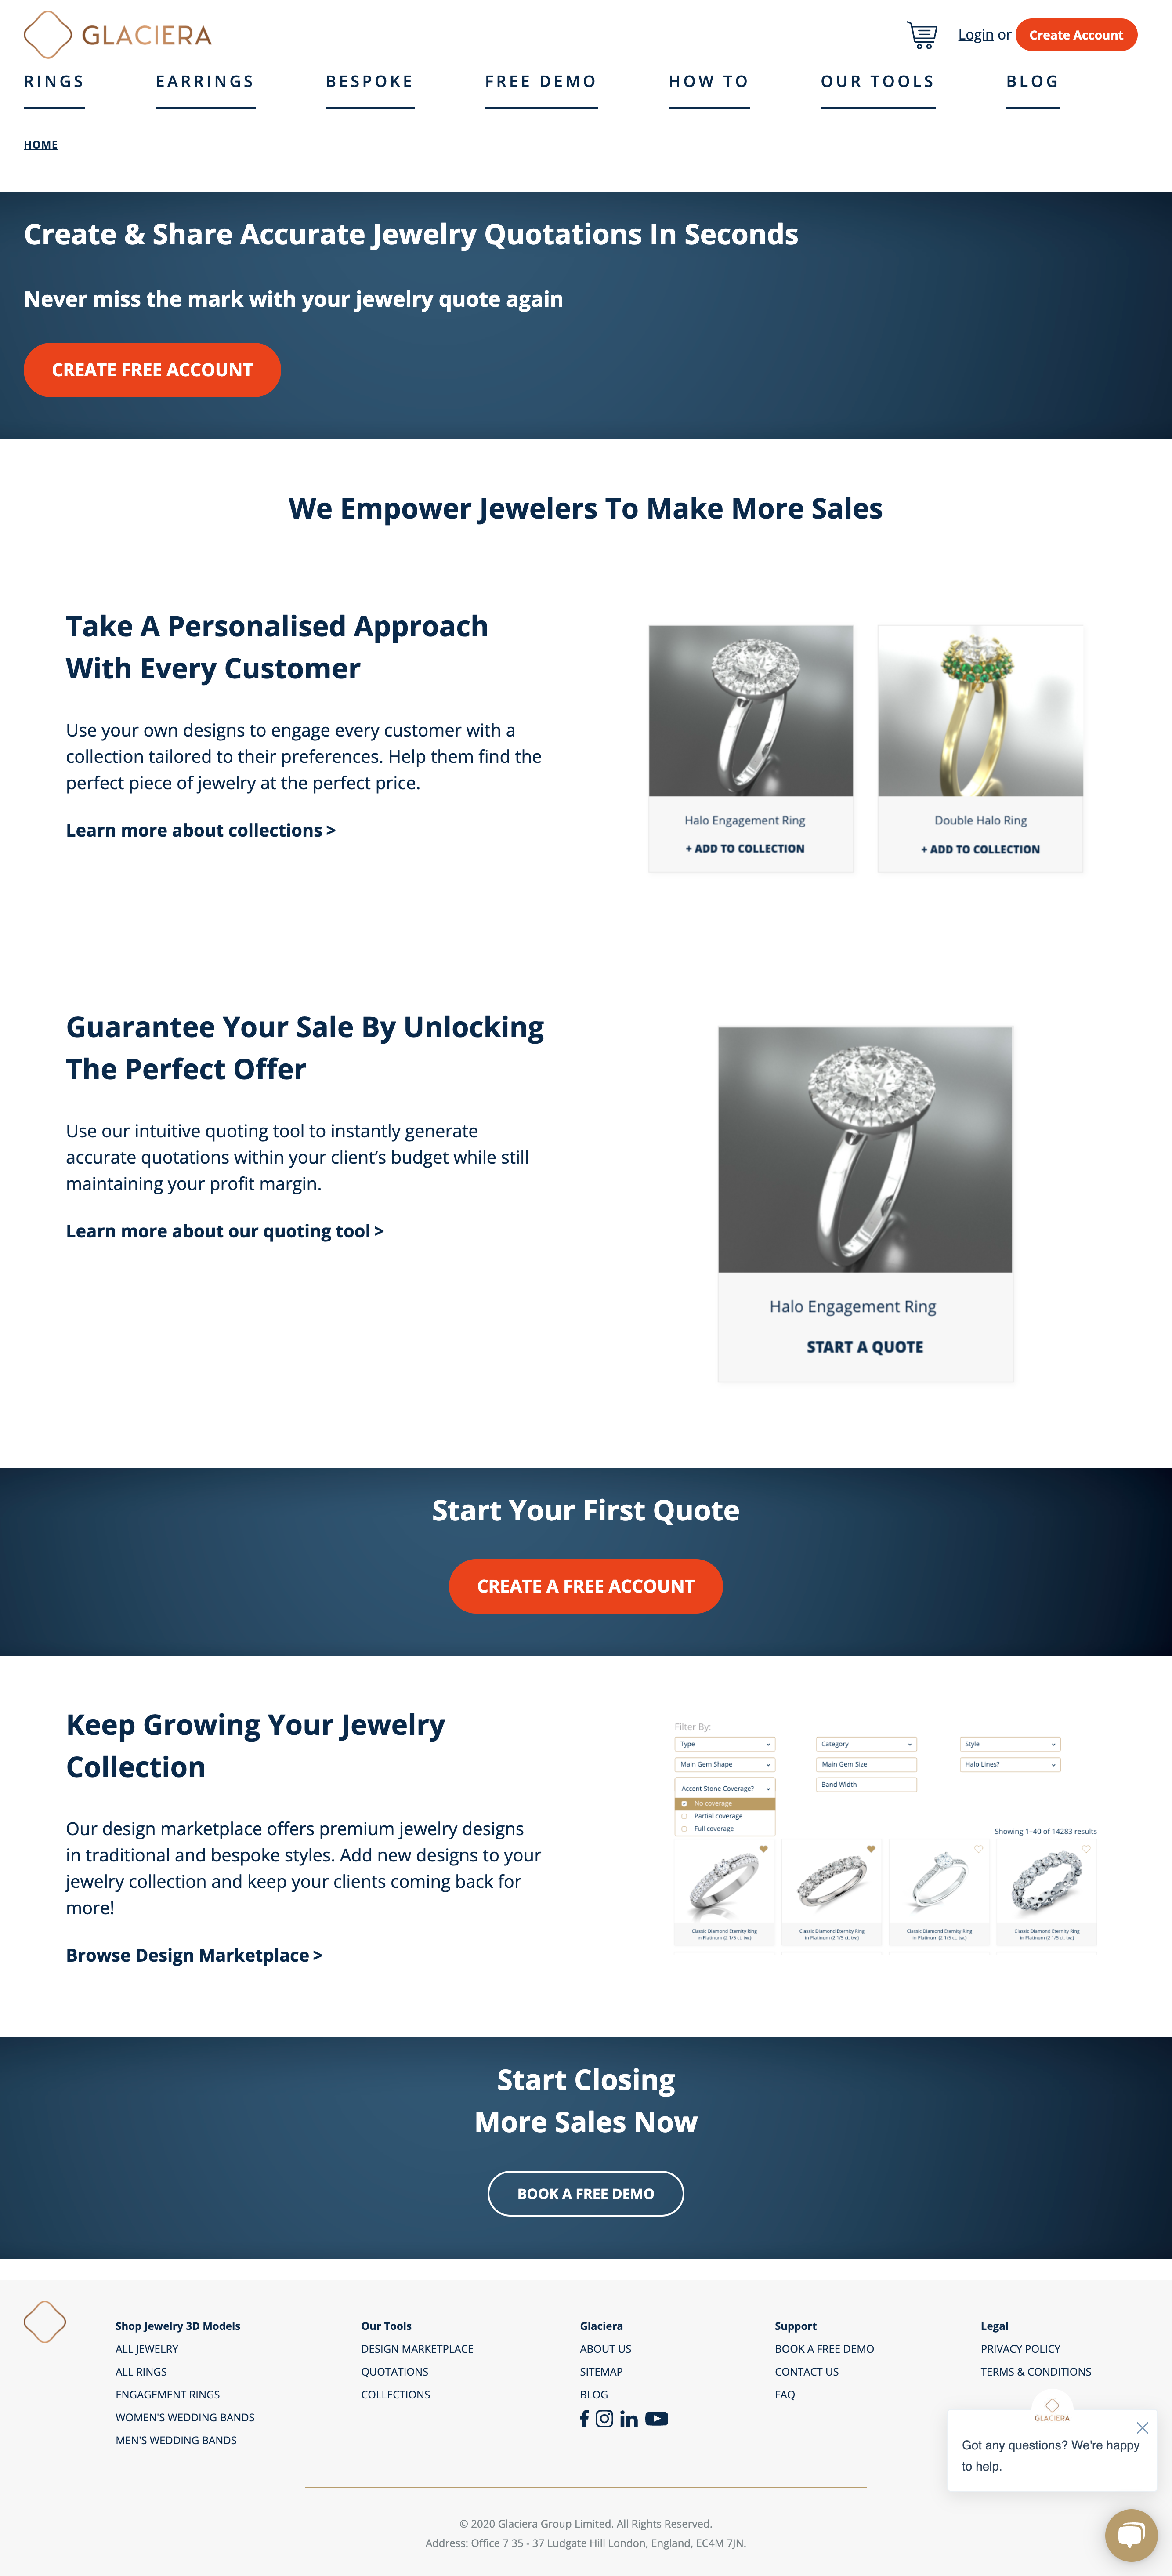 GLACIERA
Login or Create Account
RINGS EARRINGS BESPOKE FREE DEMO HOW TO OUR TOOLS BLOG
HOME
Create & Share Accurate Jewelry Quotations In Seconds
Never miss the mark with your jewelry quote again
CREATE FREE ACCOUNT
We Empower Jewelers To Make More Sales
Take A Personalised Approach
With Every Customer
Use your own designs to engage every customer with a
collection tailored to their preferences. Help them find the
perfect piece of jewelry at the perfect price.
Learn more about collections >
Halo Engagement Ring
+ ADD TO COLLECTION
Double Halo Ring
+ ADD TO COLLECTION
Guarantee Your Sale By Unlocking
The Perfect Offer
Use our intuitive quoting tool to instantly generate
accurate quotations within your client’s budget while still
maintaining your profit margin.
Learn more about our quoting tool >
Halo Engagement Ring
START A QUOTE
Start Your First Quote
CREATE A FREE ACCOUNT
Keep Growing Your Jewelry
Collection
Our design marketplace offers premium jewelry designs
in traditional and bespoke styles. Add new designs to your
jewelry collection and keep your clients coming back for
more!
Browse Design Marketplace >
Filter By:
Type Category Style
Main Gem Shape Main Gem Size Halo Lines?
Accent Stone Coverage? Band Width
No coverage
Partial coverage
Full coverage
Showing 1–40 of 14283 results
Classic Diamond Eternity Ring
in Platinum (2 1/5 ct. tw.)
Classic Diamond Eternity Ring
in Platinum (2 1/5 ct. tw.)
Classic Diamond Eternity Ring
in Platinum (2 1/5 ct. tw.)
Classic Diamond Eternity Ring
in Platinum (2 1/5 ct. tw.)
Start Closing
More Sales Now
BOOK A FREE DEMO
Shop Jewelry 3D Models
ALL JEWELRY
ALL RINGS
ENGAGEMENT RINGS
WOMEN'S WEDDING BANDS
MEN'S WEDDING BANDS
Our Tools
DESIGN MARKETPLACE
QUOTATIONS
COLLECTIONS
Glaciera
ABOUT US
SITEMAP
BLOG
Support
BOOK A FREE DEMO
CONTACT US
FAQ
Legal
PRIVACY POLICY
TERMS & CONDITIONS
GLACIERA
Got any questions? We're happy
to help.
© 2020 Glaciera Group Limited. All Rights Reserved.
Address: Office 7 35 - 37 Ludgate Hill London, England, EC4M 7JN.